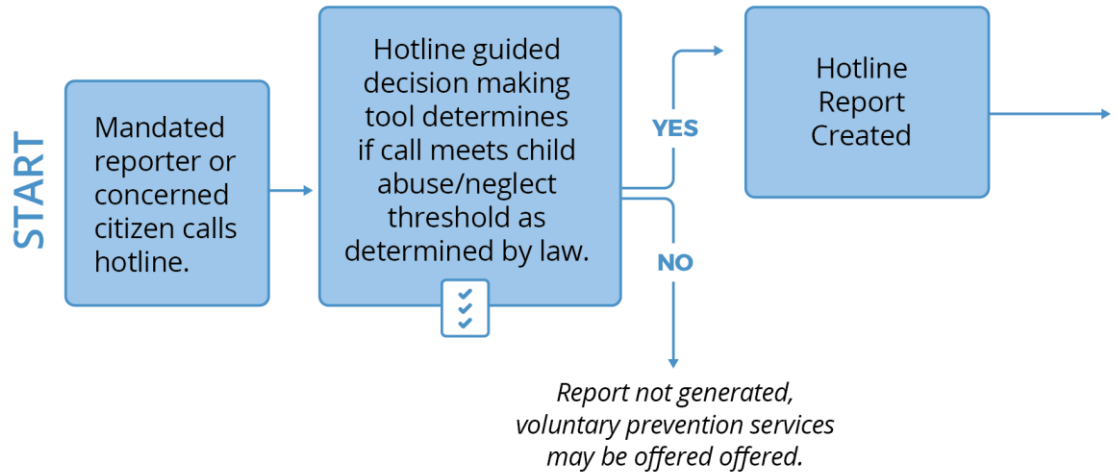 START
Mandated
reporter or
concerned
citizen calls
hotline.
Hotline guided
decision making
tool determines
if call meets child
abuse/neglect
threshold as
determined by law.
YES
Hotline
Report
Created
NO
Report not generated,
voluntary prevention services
may be offered offered.